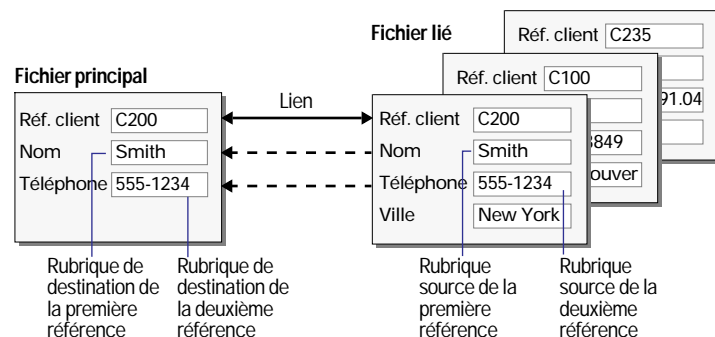 Fichier lié
Réf. client C235
91.04
Réf. client C100
3849
ouver
Fichier principal
Lien
Réf. client C200
Nom Smith
Téléphone 555-1234
Réf. client C200
Nom Smith
Téléphone 555-1234
Ville New York
Rubrique de
destination de
la première
référence
Rubrique de
destination de
la deuxième
référence
Rubrique
source de la
première
référence
Rubrique
source de la
deuxième
référence